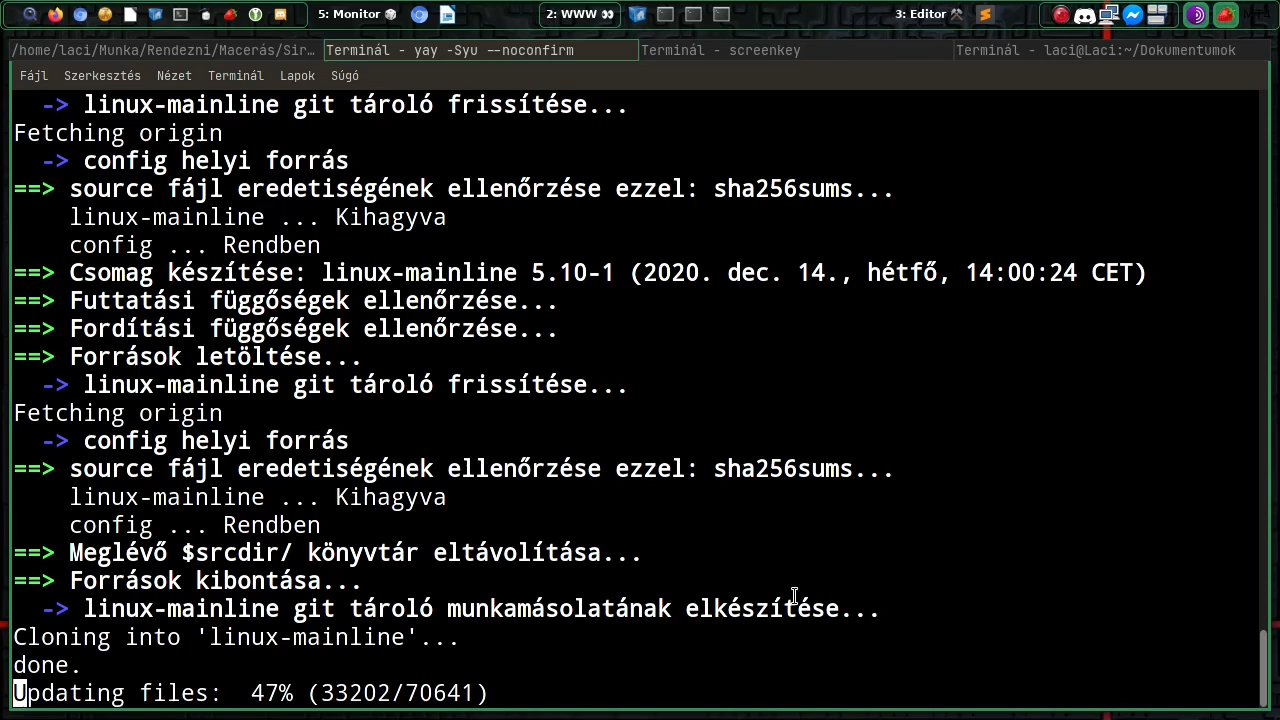 5: Monitor
2: WWW
3: Editor
/home/laci/Munka/Rendezni/Macerás/Sir…
Terminál - yay -Syu --noconfirm
Terminál - screenkey
Terminál - laci@Laci:~/Dokumentumok
Fájl Szerkesztés Nézet Terminál Lapok Súgó
-> linux-mainline git tároló frissítése...
Fetching origin
-> config helyi forrás
==> source fájl eredetiségének ellenőrzése ezzel: sha256sums...
linux-mainline ... Kihagyva
config ... Rendben
==> Csomag készítése: linux-mainline 5.10-1 (2020. dec. 14., hétfő, 14:00:24 CET)
==> Futtatási függőségek ellenőrzése...
==> Fordítási függőségek ellenőrzése...
==> Források letöltése...
-> linux-mainline git tároló frissítése...
Fetching origin
-> config helyi forrás
==> source fájl eredetiségének ellenőrzése ezzel: sha256sums...
linux-mainline ... Kihagyva
config ... Rendben
==> Meglévő $srcdir/ könyvtár eltávolítása...
==> Források kibontása...
-> linux-mainline git tároló munkamásolatának elkészítése...
Cloning into 'linux-mainline'...
done.
Updating files:  47% (33202/70641)